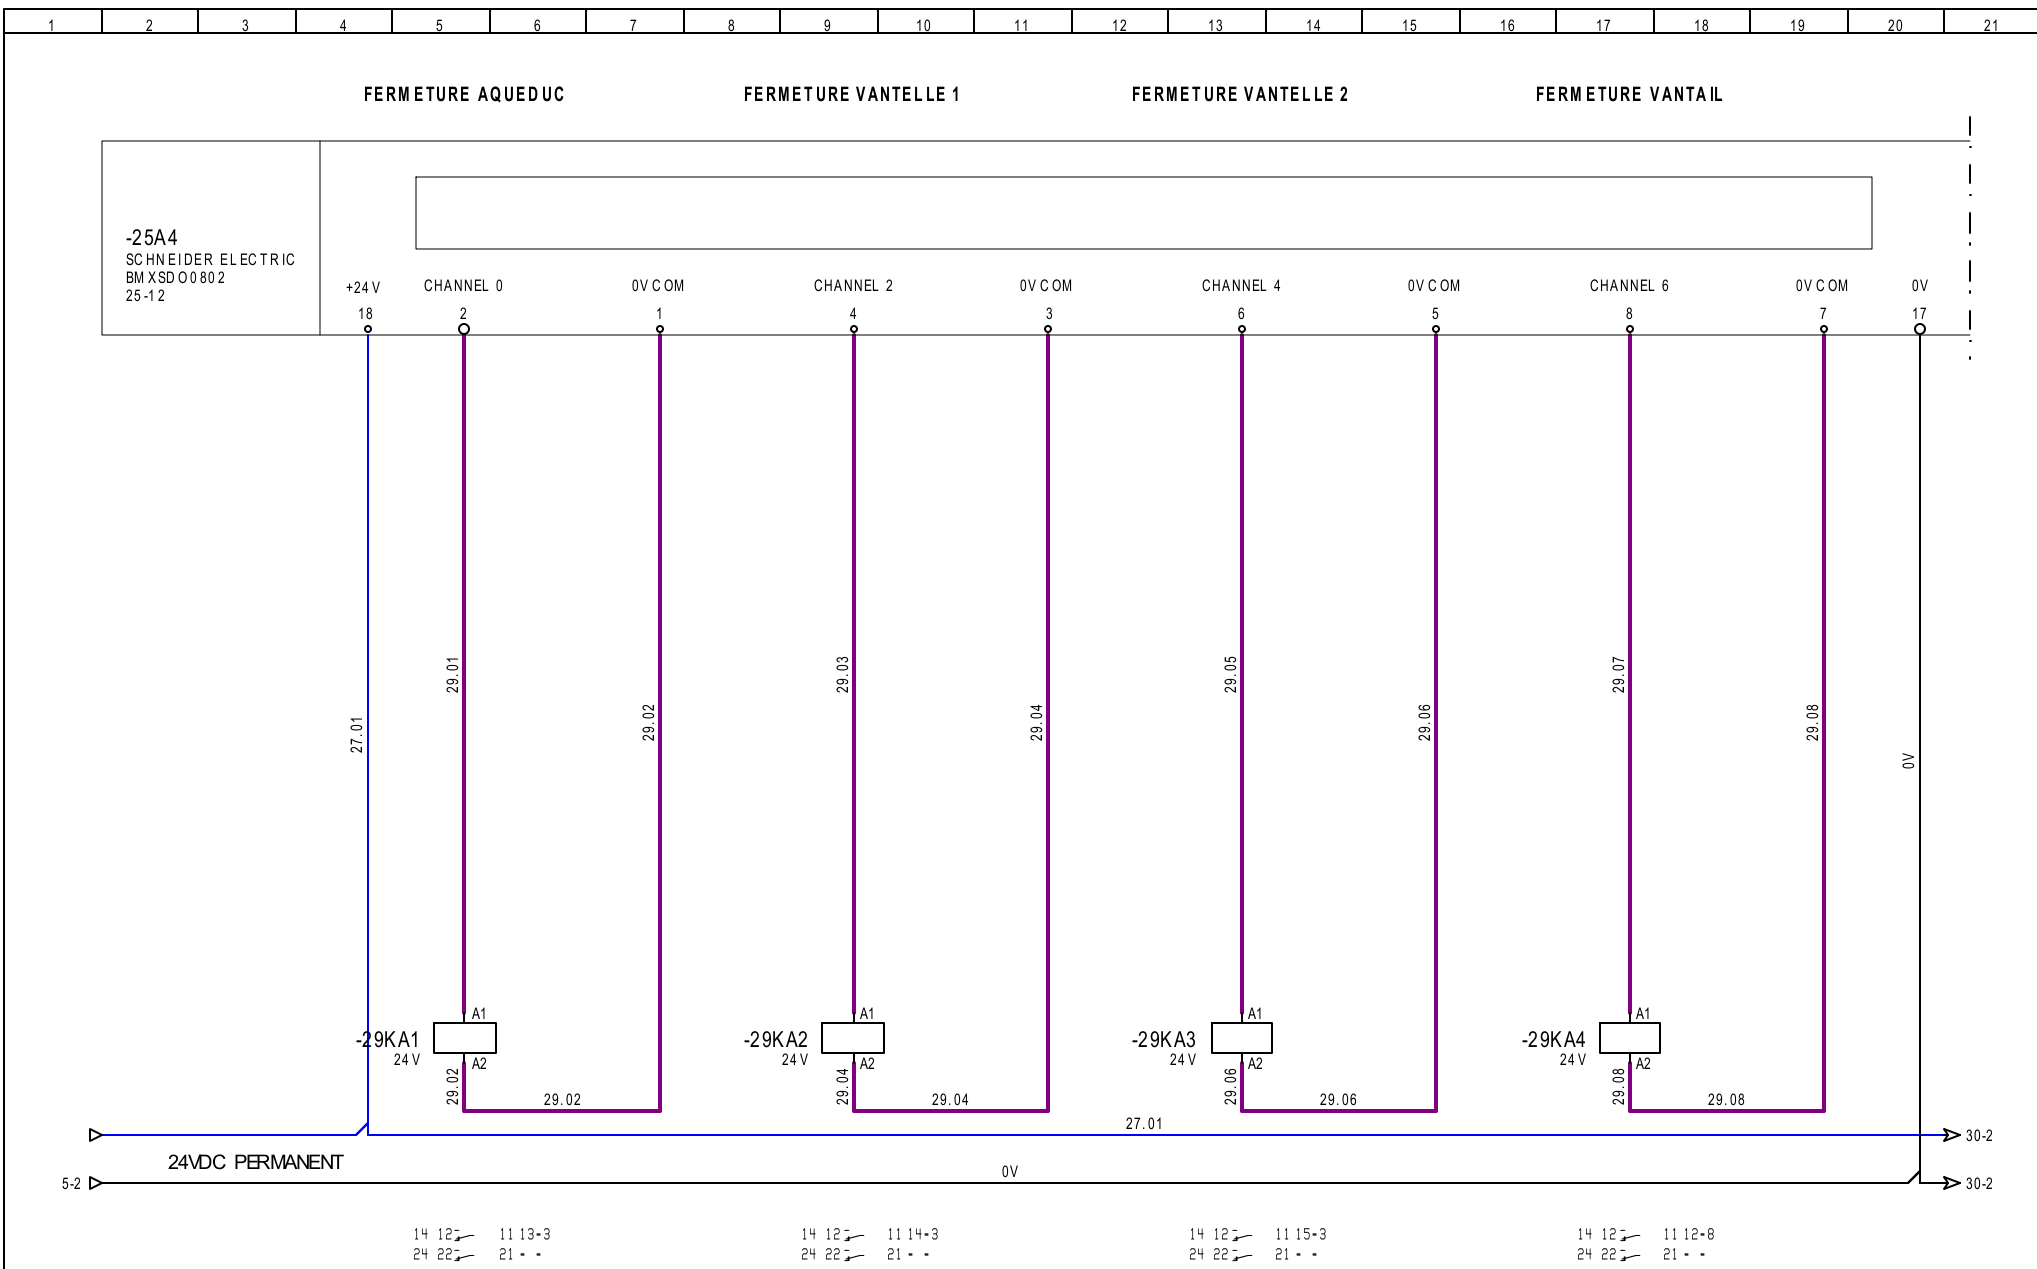 1 2 3 4 5 6 7 8 9 10 11 12 13 14 15 16 17 18 19 20 21
FERMETURE AQUEDUC FERMETURE VANTELLE 1 FERMETURE VANTELLE 2 FERMETURE VANTAIL
-25A4
SCHNEIDER ELECTRIC
BMXSDO0802
25-12
+24V CHANNEL 0 0V COM CHANNEL 2 0V COM CHANNEL 4 0V COM CHANNEL 6 0V COM 0V
18 2 1 4 3 6 5 8 7 17
29.01 29.03 29.05 29.07
27.01 29.02 29.04 29.06 29.08 0V
A1 A1 A1 A1
-29KA1 -29KA2 -29KA3 -29KA4
24V 24V 24V 24V
A2 A2 A2 A2
29.02 29.04 29.06 29.08
29.02 29.04 29.06 29.08
27.01
30-2
24VDC PERMANENT
0V
5-2 30-2
14 12 11 13-3 14 12 11 14-3 14 12 11 15-3 14 12 11 12-8
24 22 21 - - 24 22 21 - - 24 22 21 - - 24 22 21 - -